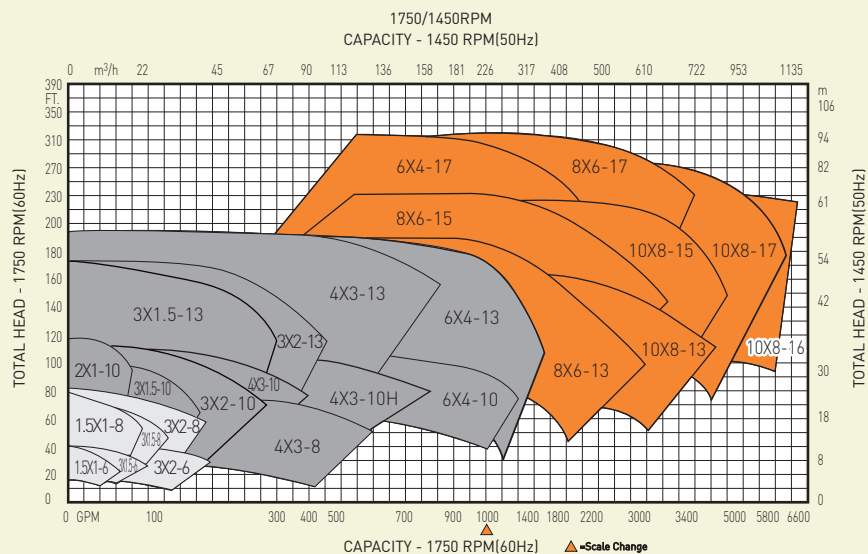 1750/1450RPM
CAPACITY - 1450 RPM(50Hz)
0 m³/h 22 45 67 90 113 136 158 181 226 317 408 500 610 722 953 1135
TOTAL HEAD - 1750 RPM(60Hz)
390
FT.
350
310
270
230
200
180
160
140
120
100
80
60
40
20
0
6X4-17
8X6-17
8X6-15
10X8-15
10X8-17
4X3-13
6X4-13
3X1.5-13
3X2-13
10X8-13
10X8-16
8X6-13
2X1-10
3X1.5-10
4X3-10
3X2-10
4X3-10H
6X4-10
1.5X1-8
3X1.5-8
3X2-8
4X3-8
1.5X1-6
3X1.5-6
3X2-6
m
106
94
82
61
54
42
30
18
8
0
TOTAL HEAD - 1450 RPM(50Hz)
0 GPM 100 300 400 500 700 900 1000 1400 1800 2200 3000 3400 5000 5800 6600
CAPACITY - 1750 RPM(60Hz)
=Scale Change